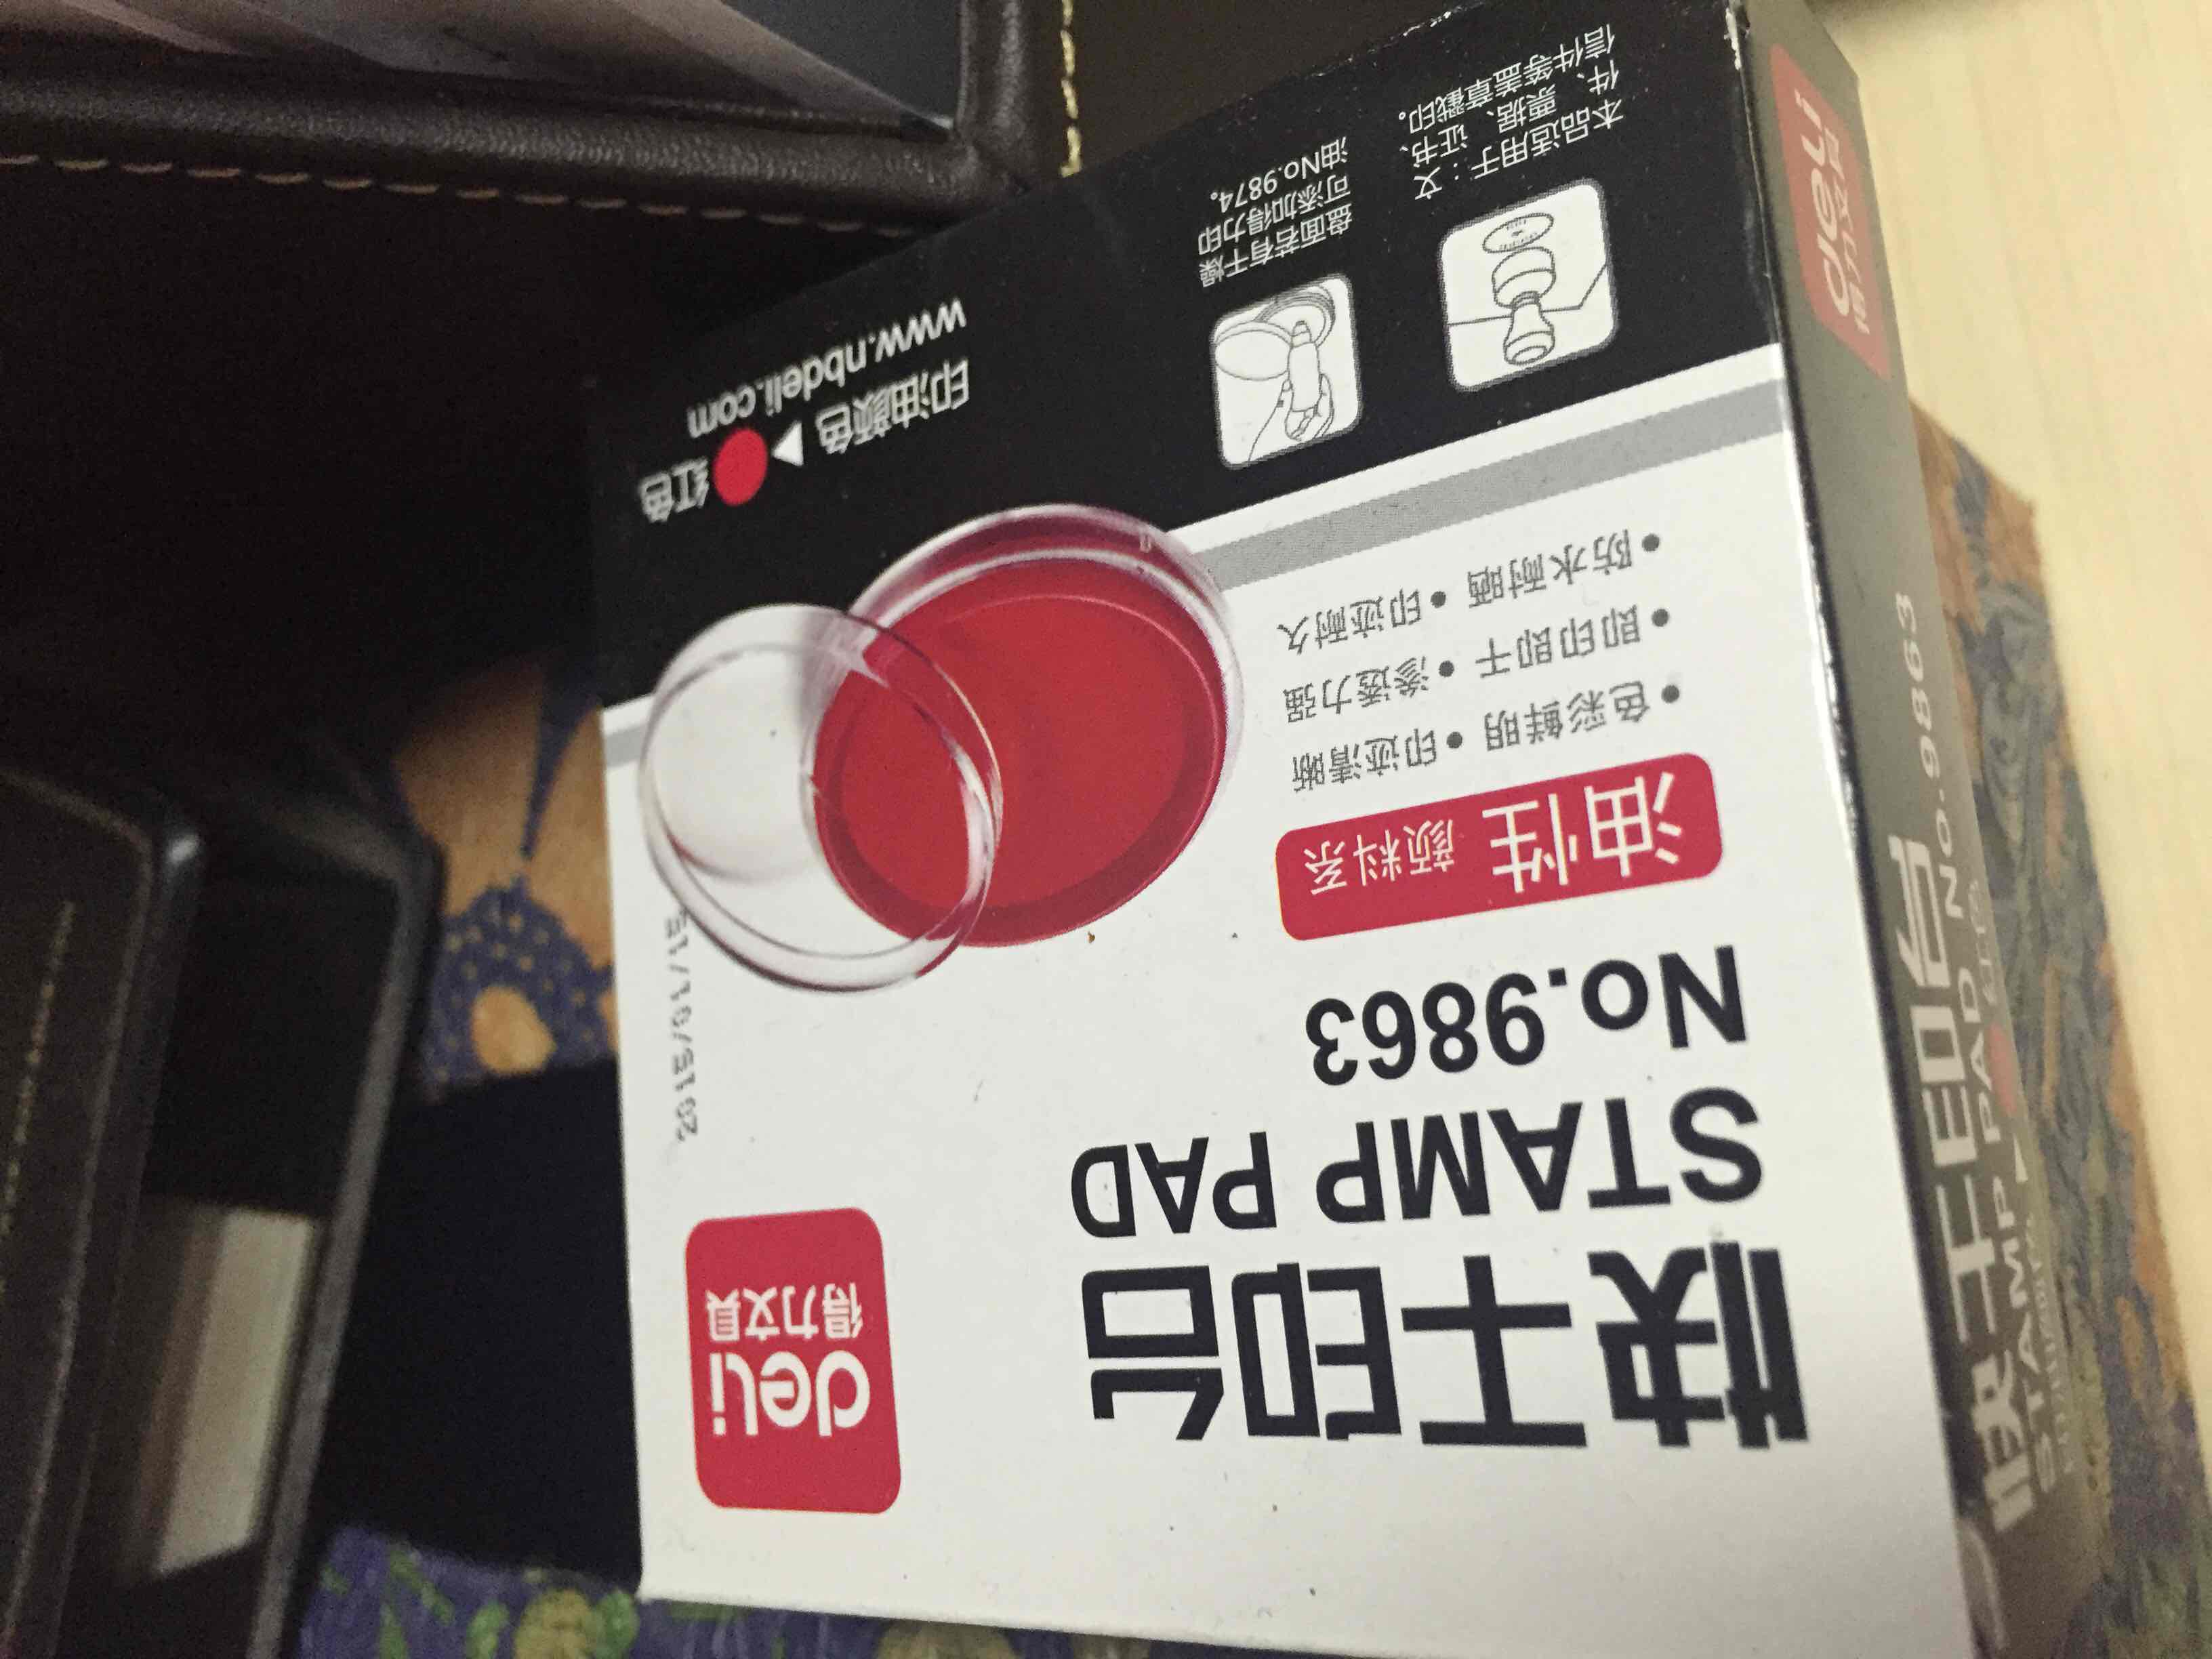 deli
得力文具
2015/01/15
快干印台
STAMP PAD
No.9863
油性 颜料系
•色彩鲜明 •印迹清晰
•即印即干 •渗透力强
•防水耐晒 •印迹耐久
印油颜色▶●红色
www.nbdeli.com
本品适用于：文
件、票据、证书、
信件等盖章戳印。
盘面若有干燥
可添加得力印
油No.9874。
快干印台
STAMP PAD No.9863
印油颜色▶●红色
deli
得力文具